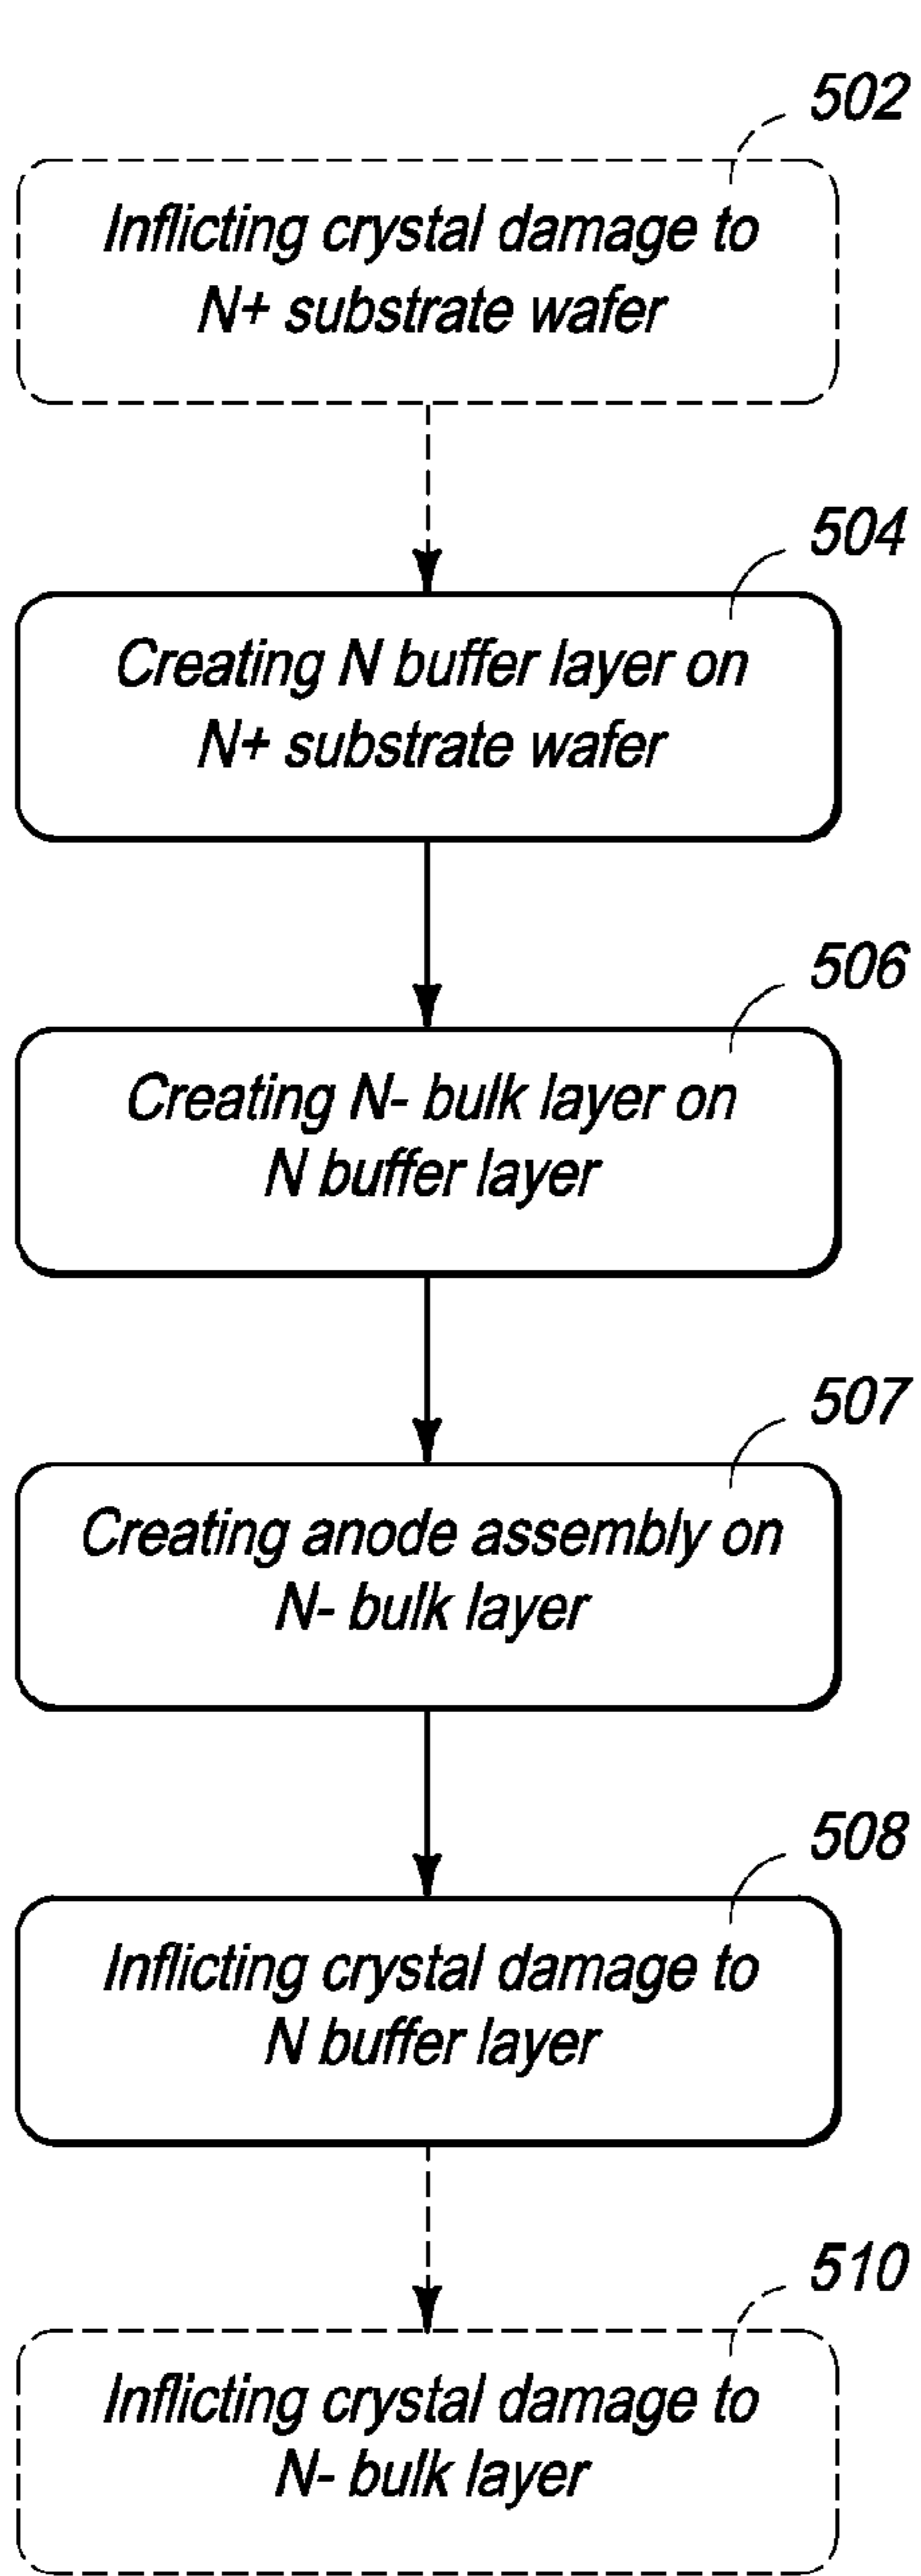 502
Inflicting crystal damage to
N+ substrate wafer
504
Creating N buffer layer on
N+ substrate wafer
506
Creating N- bulk layer on
N buffer layer
507
Creating anode assembly on
N- bulk layer
508
Inflicting crystal damage to
N buffer layer
510
Inflicting crystal damage to
N- bulk layer